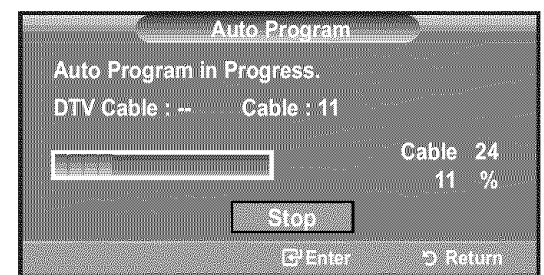 Auto Program
Auto Program in Progress.
DTV Cable : -- Cable : 11
Cable 24
11 %
Stop
Enter Return